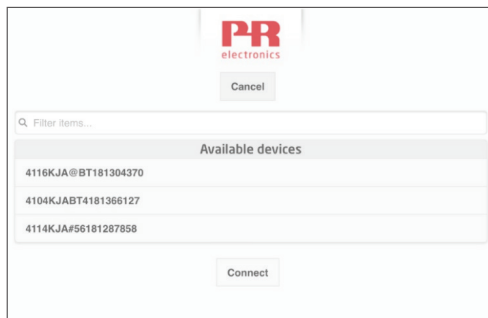 PR
electronics
Cancel
Filter items...
Available devices
4116KJA@BT181304370
4104KJABT4181366127
4114KJA#56181287858
Connect